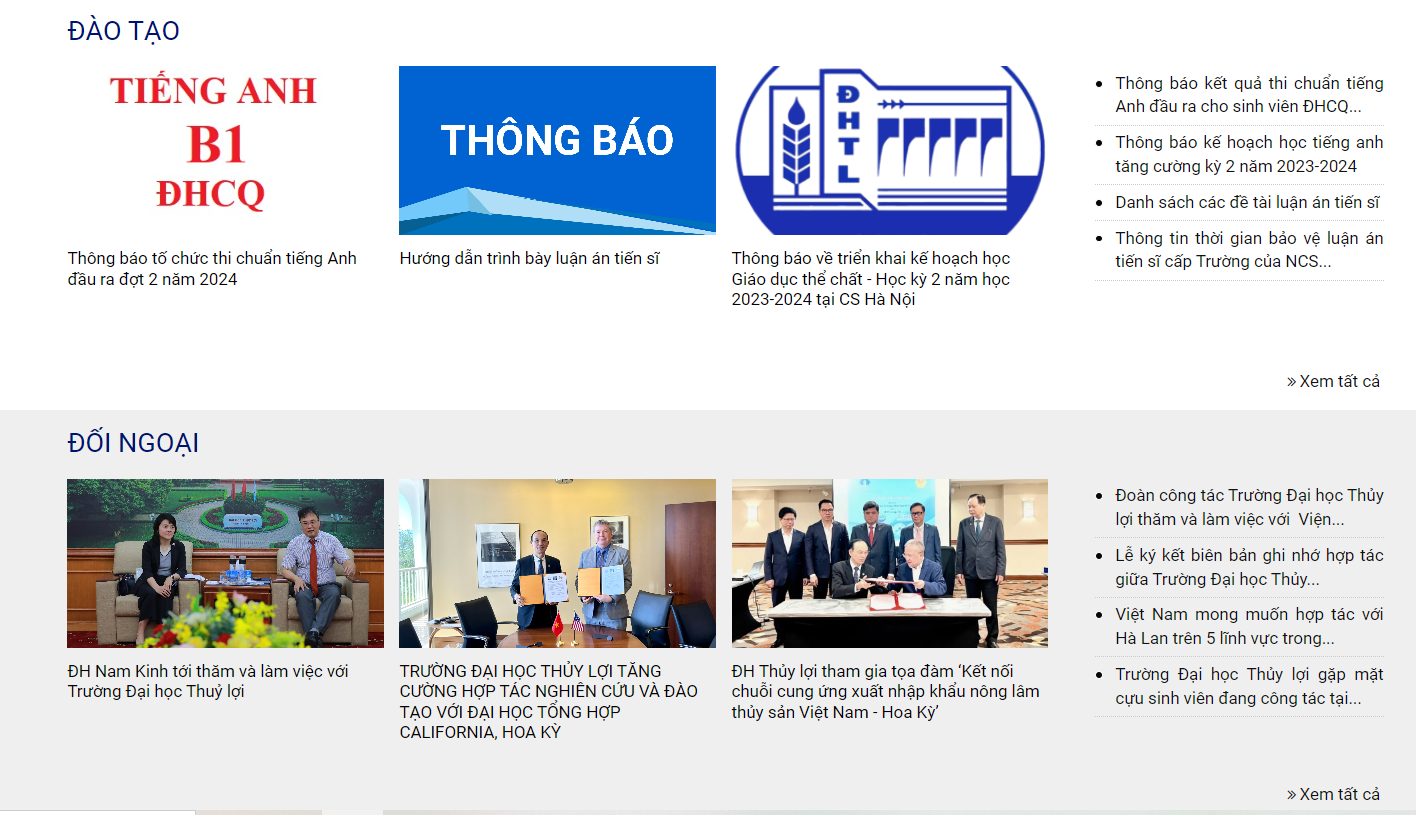 ĐÀO TẠO
TIẾNG ANH
B1
ĐHCQ
Thông báo tổ chức thi chuẩn tiếng Anh
đầu ra đợt 2 năm 2024
THÔNG BÁO
Hướng dẫn trình bày luận án tiến sĩ
ĐHTL
Thông báo về triển khai kế hoạch học
Giáo dục thể chất - Học kỳ 2 năm học
2023-2024 tại CS Hà Nội
Thông báo kết quả thi chuẩn tiếng
Anh đầu ra cho sinh viên ĐHCQ...
Thông báo kế hoạch học tiếng anh
tăng cường kỳ 2 năm 2023-2024
Danh sách các đề tài luận án tiến sĩ
Thông tin thời gian bảo vệ luận án
tiến sĩ cấp Trường của NCS...
» Xem tất cả
ĐỐI NGOẠI
ĐH Nam Kinh tới thăm và làm việc với
Trường Đại học Thuỷ lợi
TRƯỜNG ĐẠI HỌC THỦY LỢI TĂNG
CƯỜNG HỢP TÁC NGHIÊN CỨU VÀ ĐÀO
TẠO VỚI ĐẠI HỌC TỔNG HỢP
CALIFORNIA, HOA KỲ
ĐH Thủy lợi tham gia tọa đàm ‘Kết nối
chuỗi cung ứng xuất nhập khẩu nông lâm
thủy sản Việt Nam - Hoa Kỳ’
Đoàn công tác Trường Đại học Thủy
lợi thăm và làm việc với Viện...
Lễ ký kết biên bản ghi nhớ hợp tác
giữa Trường Đại học Thủy...
Việt Nam mong muốn hợp tác với
Hà Lan trên 5 lĩnh vực trong...
Trường Đại học Thủy lợi gặp mặt
cựu sinh viên đang công tác tại...
» Xem tất cả